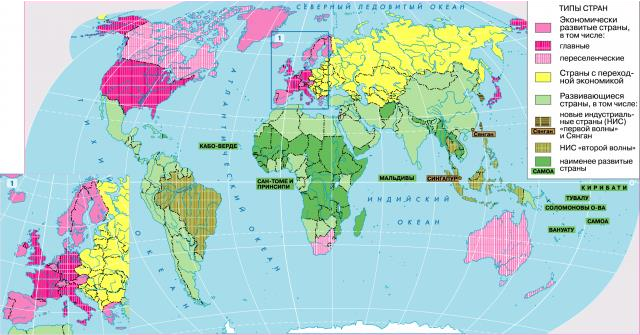 СЕВЕРНЫЙ ЛЕДОВИТЫЙ ОКЕАН
1
ТИХИЙ
ОКЕАН
АТЛАНТИЧЕСКИЙ
ОКЕАН
КАБО-ВЕРДЕ
САН-ТОМЕ И
ПРИНСИПИ
МАЛЬДИВЫ
СИНГАПУР
Сянган
ИНДИЙСКИЙ
ОКЕАН
КИРИБАТИ
ТУВАЛУ
СОЛОМОНОВЫ О-ВА
САМОА
ВАНУАТУ
1
ТИПЫ СТРАН
Экономически
развитые страны,
в том числе:
главные
переселенческие
Страны с переход-
ной экономикой
Развивающиеся
страны, в том числе:
новые индустриаль-
ные страны (НИС)
Сянган
«первой волны»
и Сянган
НИС «второй волны»
наименее развитые
САМОА
страны